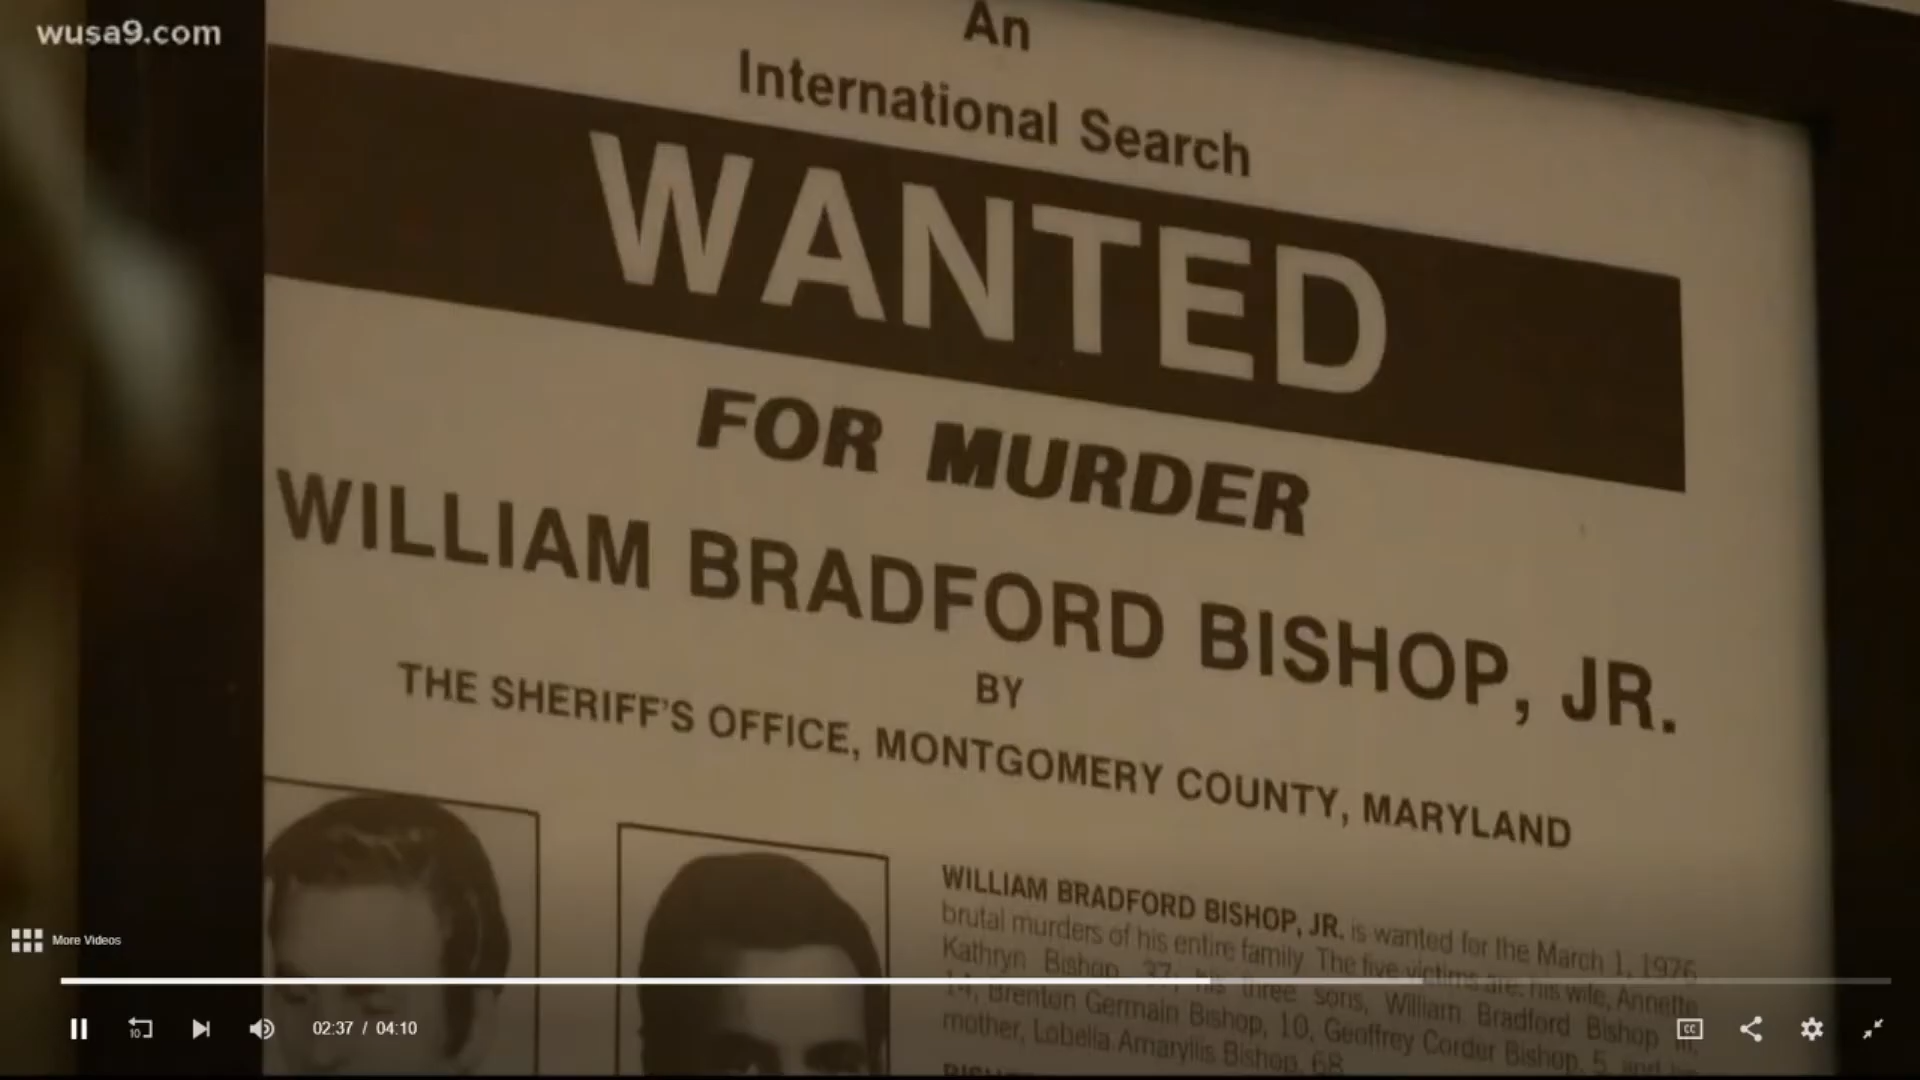 wusa9.com
An
International Search
WANTED
FOR MURDER
WILLIAM BRADFORD BISHOP, JR.
BY
THE SHERIFF'S OFFICE, MONTGOMERY COUNTY, MARYLAND
WILLIAM BRADFORD BISHOP, JR. is wanted for the March 1, 1976
brutal murders of his entire family. The five victims are: his wife, Annette
Kathryn Bishop, 37; his three sons, William Bradford Bishop III,
14, Brenton Germain Bishop, 10, Geoffrey Corder Bishop, 5, and his
mother, Lobelia Amaryllis Bishop, 68.
More Videos
10
02:37 / 04:10
CC